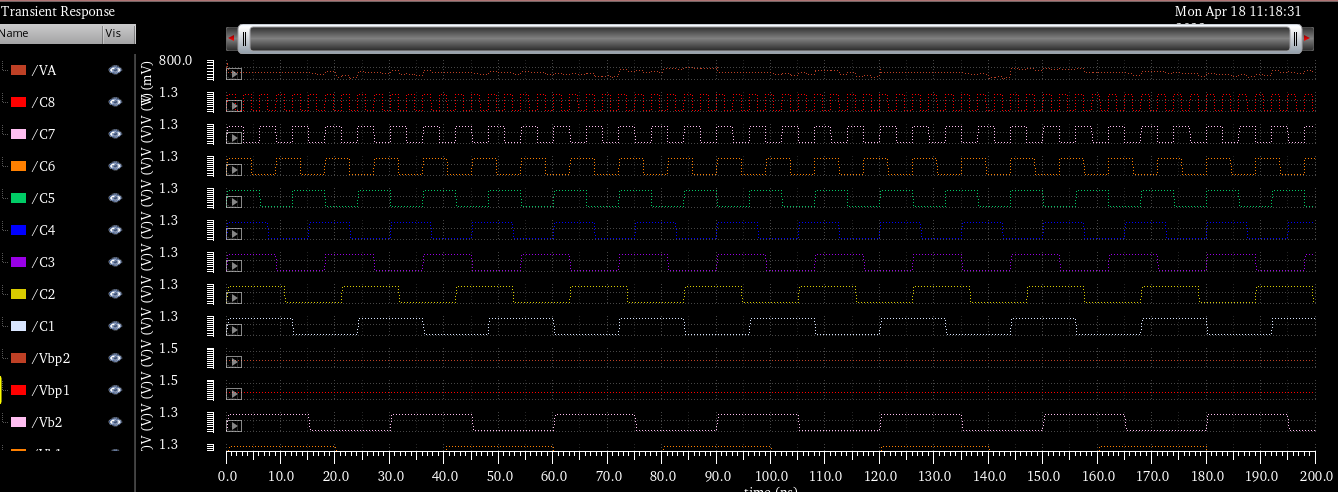 Transient Response
Mon Apr 18 11:18:31
Name Vis
/VA
800.0
/C8
1.3
/C7
1.3
/C6
1.3
/C5
1.3
/C4
1.3
/C3
1.3
/C2
1.3
/C1
1.3
/Vbp2
1.5
/Vbp1
1.5
/Vb2
1.3
1.3
0.0 10.0 20.0 30.0 40.0 50.0 60.0 70.0 80.0 90.0 100.0 110.0 120.0 130.0 140.0 150.0 160.0 170.0 180.0 190.0 200.0
time (ns)